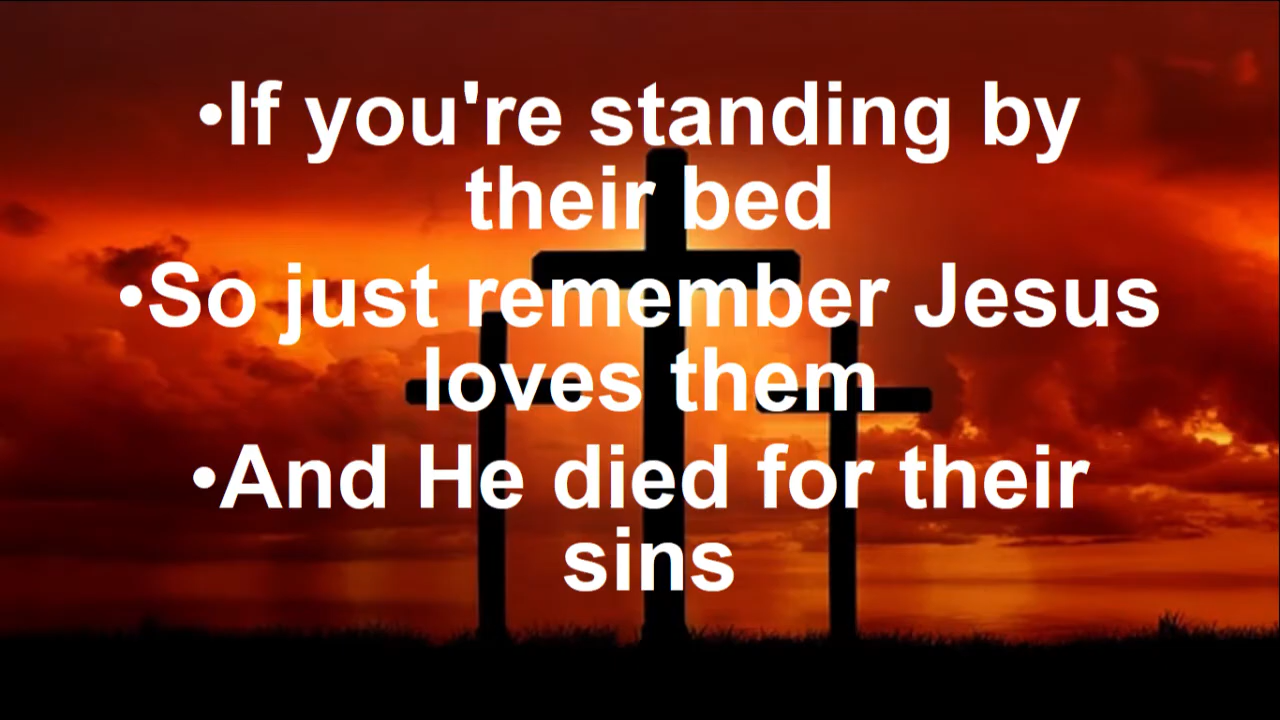 •If you're standing by
their bed
•So just remember Jesus
loves them
•And He died for their
sins